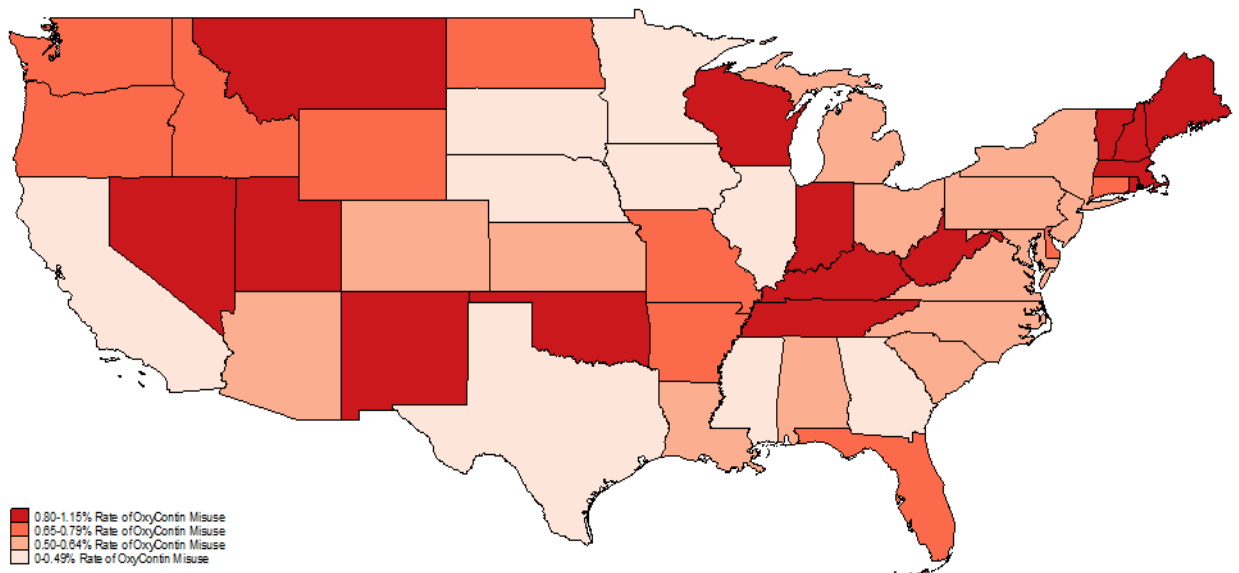 0.80-1.15% Rate of OxyContin Misuse
0.65-0.79% Rate of OxyContin Misuse
0.50-0.64% Rate of OxyContin Misuse
0-0.49% Rate of OxyContin Misuse